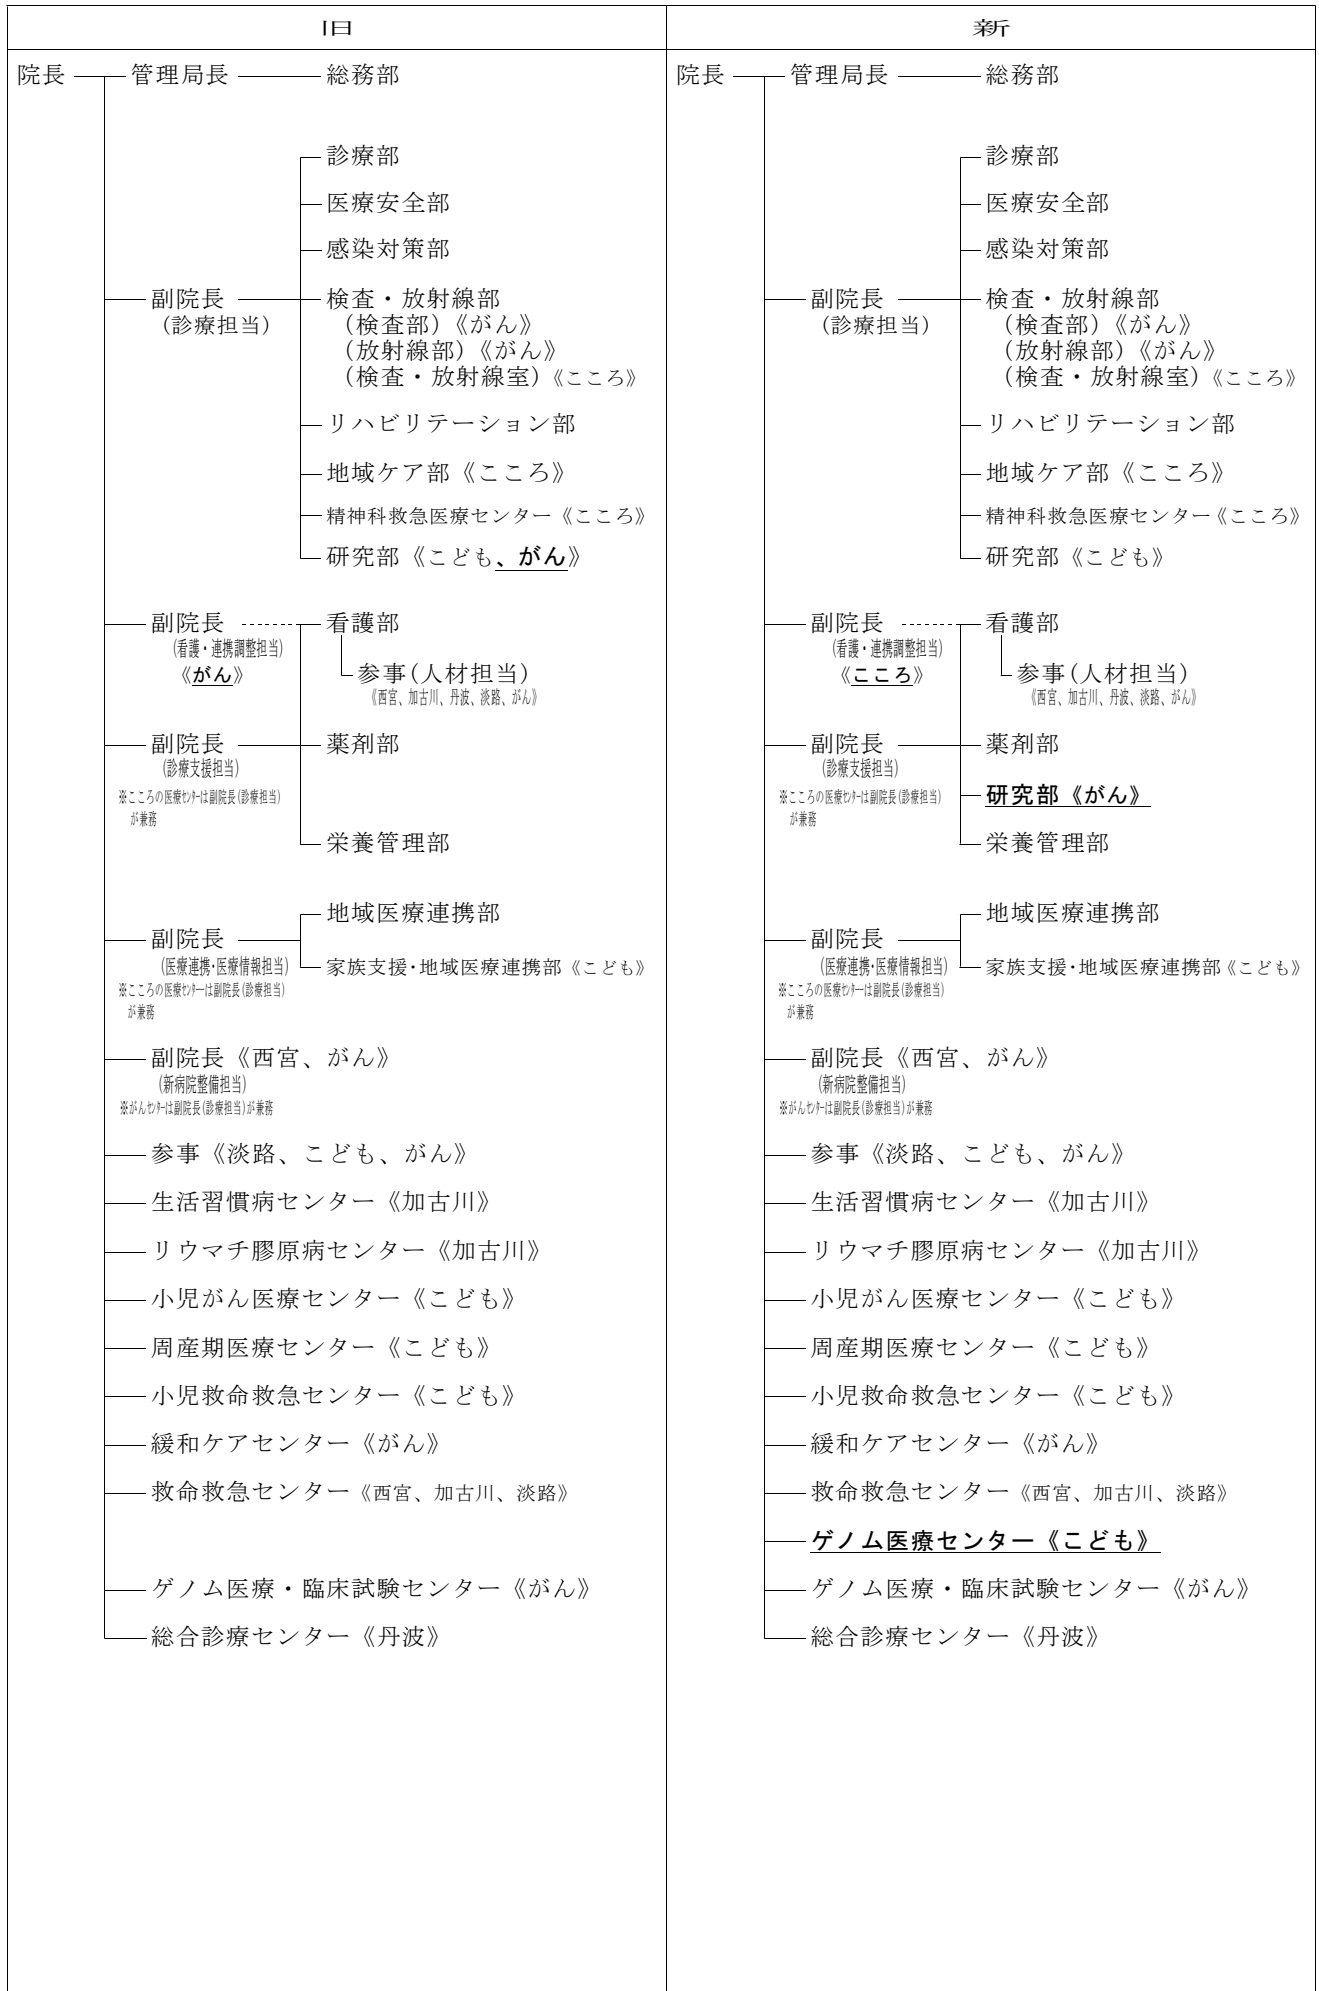 旧
院長 管理局長 総務部
診療部
医療安全部
感染対策部
副院長 検査・放射線部
(診療担当) (検査部)《がん》
(放射線部)《がん》
(検査・放射線室)《こころ》
リハビリテーション部
地域ケア部《こころ》
精神科救急医療センター《こころ》
研究部《こども、がん》
副院長 看護部
(看護・連携調整担当)
《がん》 参事(人材担当)
《西宮、加古川、丹波、淡路、がん》
副院長 薬剤部
(診療支援担当)
※こころの医療センターは副院長(診療担当)
が兼務
栄養管理部
地域医療連携部
副院長
(医療連携・医療情報担当) 家族支援・地域医療連携部《こども》
※こころの医療センターは副院長(診療担当)
が兼務
副院長《西宮、がん》
(新病院整備担当)
※がんセンターは副院長(診療担当)が兼務
参事《淡路、こども、がん》
生活習慣病センター《加古川》
リウマチ膠原病センター《加古川》
小児がん医療センター《こども》
周産期医療センター《こども》
小児救命救急センター《こども》
緩和ケアセンター《がん》
救命救急センター《西宮、加古川、淡路》
ゲノム医療・臨床試験センター《がん》
総合診療センター《丹波》
新
院長 管理局長 総務部
診療部
医療安全部
感染対策部
副院長 検査・放射線部
(診療担当) (検査部)《がん》
(放射線部)《がん》
(検査・放射線室)《こころ》
リハビリテーション部
地域ケア部《こころ》
精神科救急医療センター《こころ》
研究部《こども》
副院長 看護部
(看護・連携調整担当)
《こころ》 参事(人材担当)
《西宮、加古川、丹波、淡路、がん》
副院長 薬剤部
(診療支援担当)
※こころの医療センターは副院長(診療担当) 研究部《がん》
が兼務
栄養管理部
地域医療連携部
副院長
(医療連携・医療情報担当) 家族支援・地域医療連携部《こども》
※こころの医療センターは副院長(診療担当)
が兼務
副院長《西宮、がん》
(新病院整備担当)
※がんセンターは副院長(診療担当)が兼務
参事《淡路、こども、がん》
生活習慣病センター《加古川》
リウマチ膠原病センター《加古川》
小児がん医療センター《こども》
周産期医療センター《こども》
小児救命救急センター《こども》
緩和ケアセンター《がん》
救命救急センター《西宮、加古川、淡路》
ゲノム医療センター《こども》
ゲノム医療・臨床試験センター《がん》
総合診療センター《丹波》